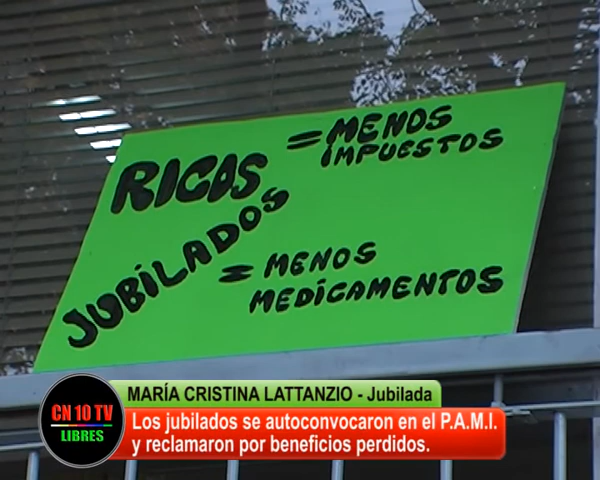 RICOS = MENOS
IMPUESTOS
JUBILADOS = MENOS
MEDICAMENTOS
CN 10 TV
LIBRES
MARÍA CRISTINA LATTANZIO - Jubilada
Los jubilados se autoconvocaron en el P.A.M.I.
y reclamaron por beneficios perdidos.